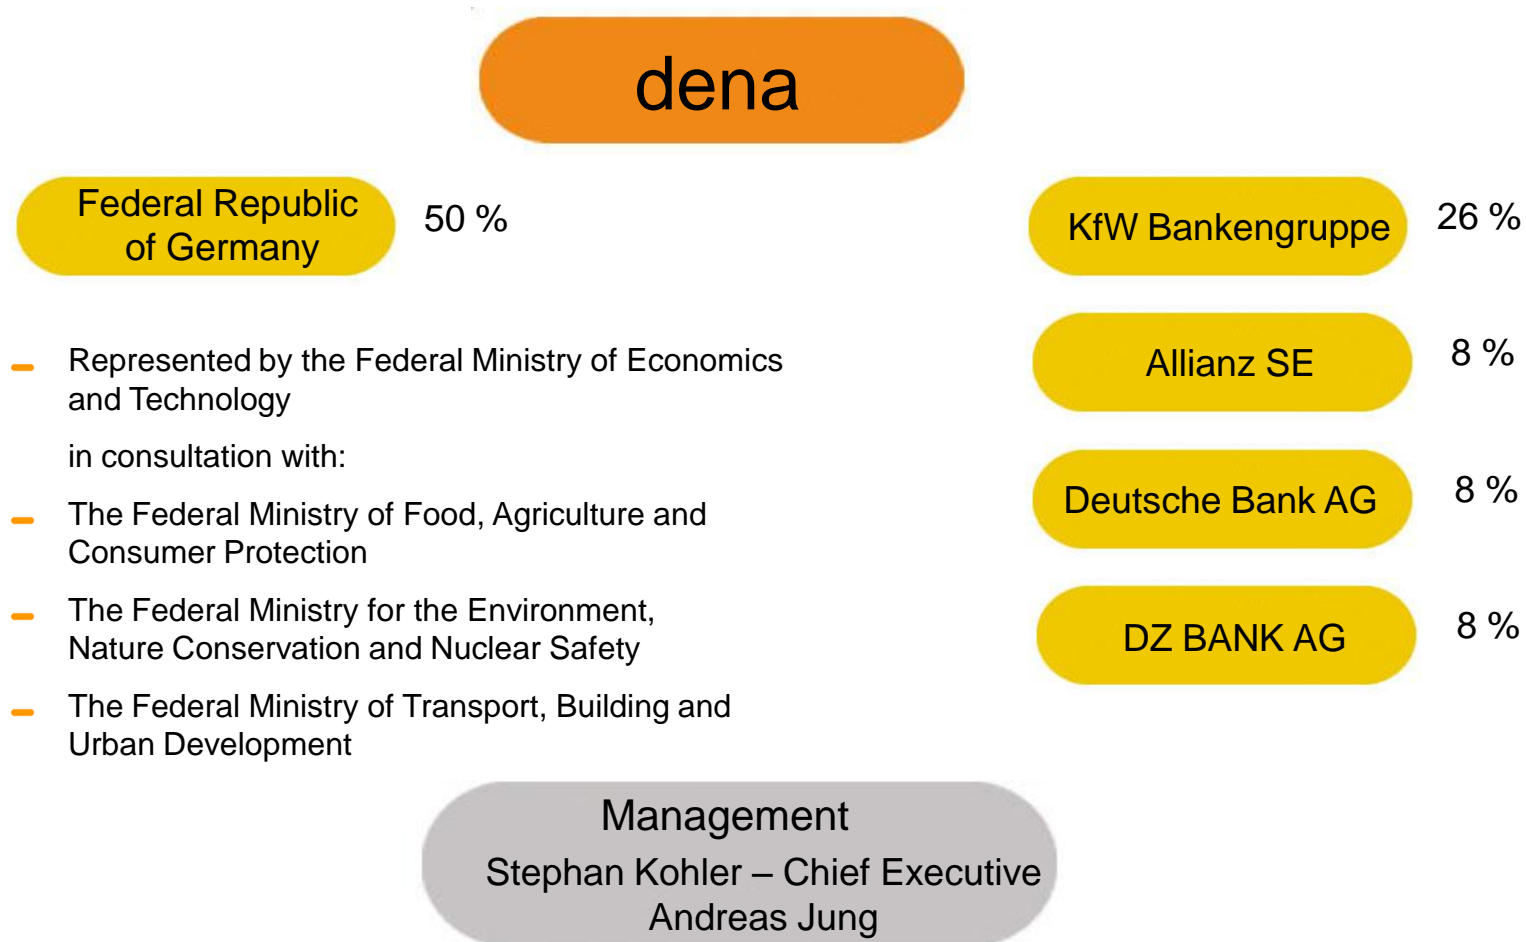 dena
Federal Republic
of Germany
50 %
Represented by the Federal Ministry of Economics
and Technology
in consultation with:
The Federal Ministry of Food, Agriculture and
Consumer Protection
The Federal Ministry for the Environment,
Nature Conservation and Nuclear Safety
The Federal Ministry of Transport, Building and
Urban Development
KfW Bankengruppe
26 %
Allianz SE
8 %
Deutsche Bank AG
8 %
DZ BANK AG
8 %
Management
Stephan Kohler – Chief Executive
Andreas Jung